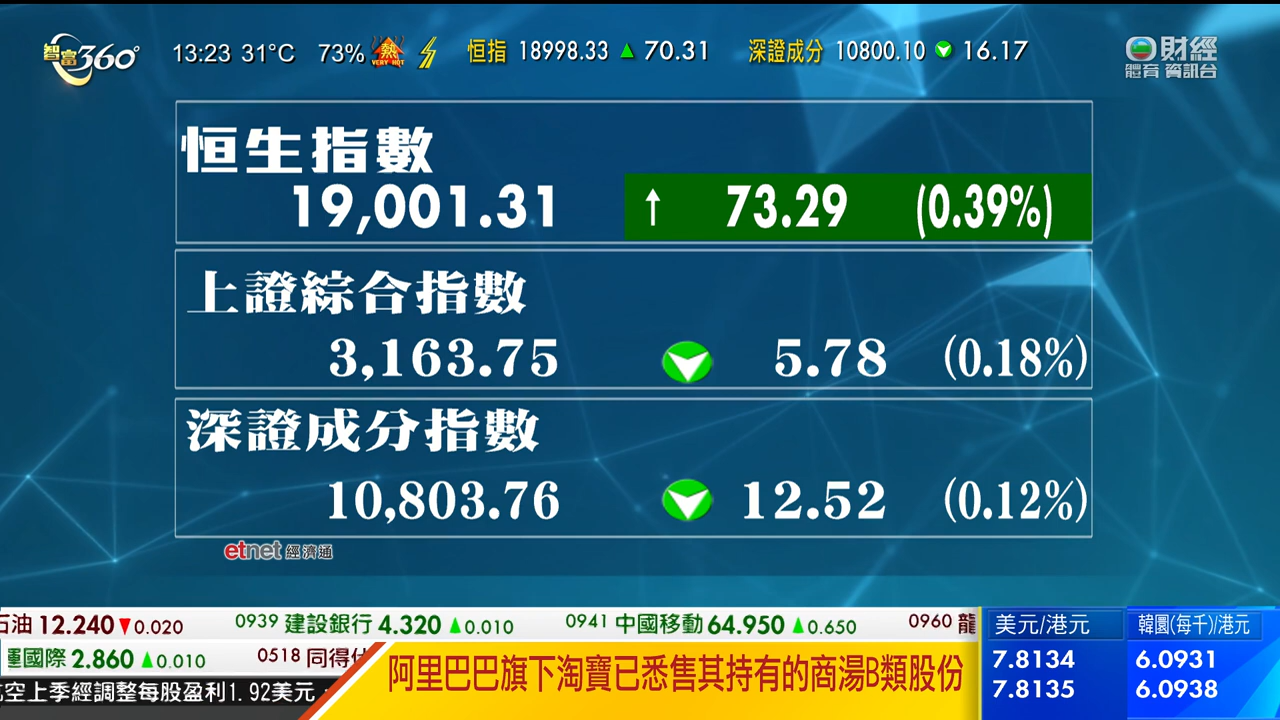 智富360°
13:23 31°C 73% 熱 VERY HOT 恒指 18998.33 70.31 深證成分 10800.10 16.17
財經
體育 資訊台
恒生指數
19,001.31 ↑ 73.29 (0.39%)
上證綜合指數
3,163.75 5.78 (0.18%)
深證成分指數
10,803.76 12.52 (0.12%)
etnet 經濟通
石油 12.240 ▼0.020 0939 建設銀行 4.320 ▲0.010 0941 中國移動 64.950 ▲0.650 0960 龍
運國際 2.860 ▲0.010 0518 同得仕
空上季經調整每股盈利1.92美元
阿里巴巴旗下淘寶已悉售其持有的商湯B類股份
美元/港元
7.8134
7.8135
韓圜(每千)/港元
6.0931
6.0938